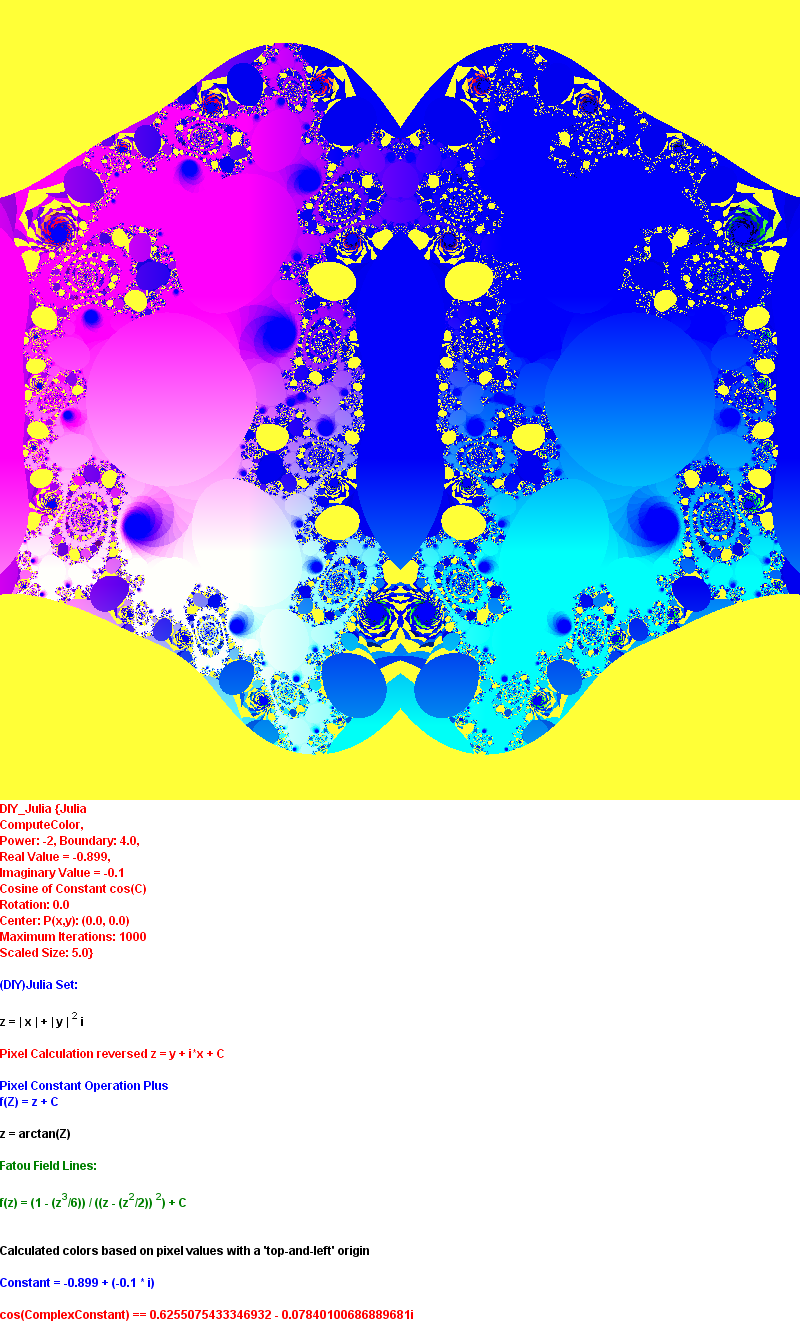 DIY_Julia {Julia
ComputeColor,
Power: -2, Boundary: 4.0,
Real Value = -0.899,
Imaginary Value = -0.1
Cosine of Constant cos(C)
Rotation: 0.0
Center: P(x,y): (0.0, 0.0)
Maximum Iterations: 1000
Scaled Size: 5.0}
(DIY)Julia Set:
z = | x | + | y | ² i
Pixel Calculation reversed z = y + i*x + C
Pixel Constant Operation Plus
f(Z) = z + C
z = arctan(Z)
Fatou Field Lines:
f(z) = (1 - (z³/6)) / ((z - (z²/2)) ²) + C
Calculated colors based on pixel values with a 'top-and-left' origin
Constant = -0.899 + (-0.1 * i)
cos(ComplexConstant) == 0.6255075433346932 - 0.07840100686889681i